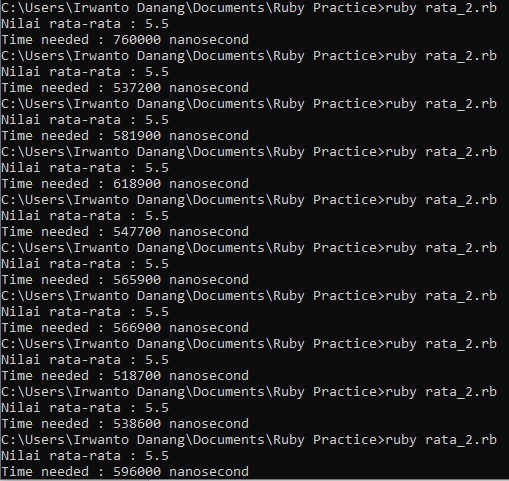 C:\Users\Irwanto Danang\Documents\Ruby Practice>ruby rata_2.rb
Nilai rata-rata : 5.5
Time needed : 760000 nanosecond
C:\Users\Irwanto Danang\Documents\Ruby Practice>ruby rata_2.rb
Nilai rata-rata : 5.5
Time needed : 537200 nanosecond
C:\Users\Irwanto Danang\Documents\Ruby Practice>ruby rata_2.rb
Nilai rata-rata : 5.5
Time needed : 581900 nanosecond
C:\Users\Irwanto Danang\Documents\Ruby Practice>ruby rata_2.rb
Nilai rata-rata : 5.5
Time needed : 618900 nanosecond
C:\Users\Irwanto Danang\Documents\Ruby Practice>ruby rata_2.rb
Nilai rata-rata : 5.5
Time needed : 547700 nanosecond
C:\Users\Irwanto Danang\Documents\Ruby Practice>ruby rata_2.rb
Nilai rata-rata : 5.5
Time needed : 565900 nanosecond
C:\Users\Irwanto Danang\Documents\Ruby Practice>ruby rata_2.rb
Nilai rata-rata : 5.5
Time needed : 566900 nanosecond
C:\Users\Irwanto Danang\Documents\Ruby Practice>ruby rata_2.rb
Nilai rata-rata : 5.5
Time needed : 518700 nanosecond
C:\Users\Irwanto Danang\Documents\Ruby Practice>ruby rata_2.rb
Nilai rata-rata : 5.5
Time needed : 538600 nanosecond
C:\Users\Irwanto Danang\Documents\Ruby Practice>ruby rata_2.rb
Nilai rata-rata : 5.5
Time needed : 596000 nanosecond